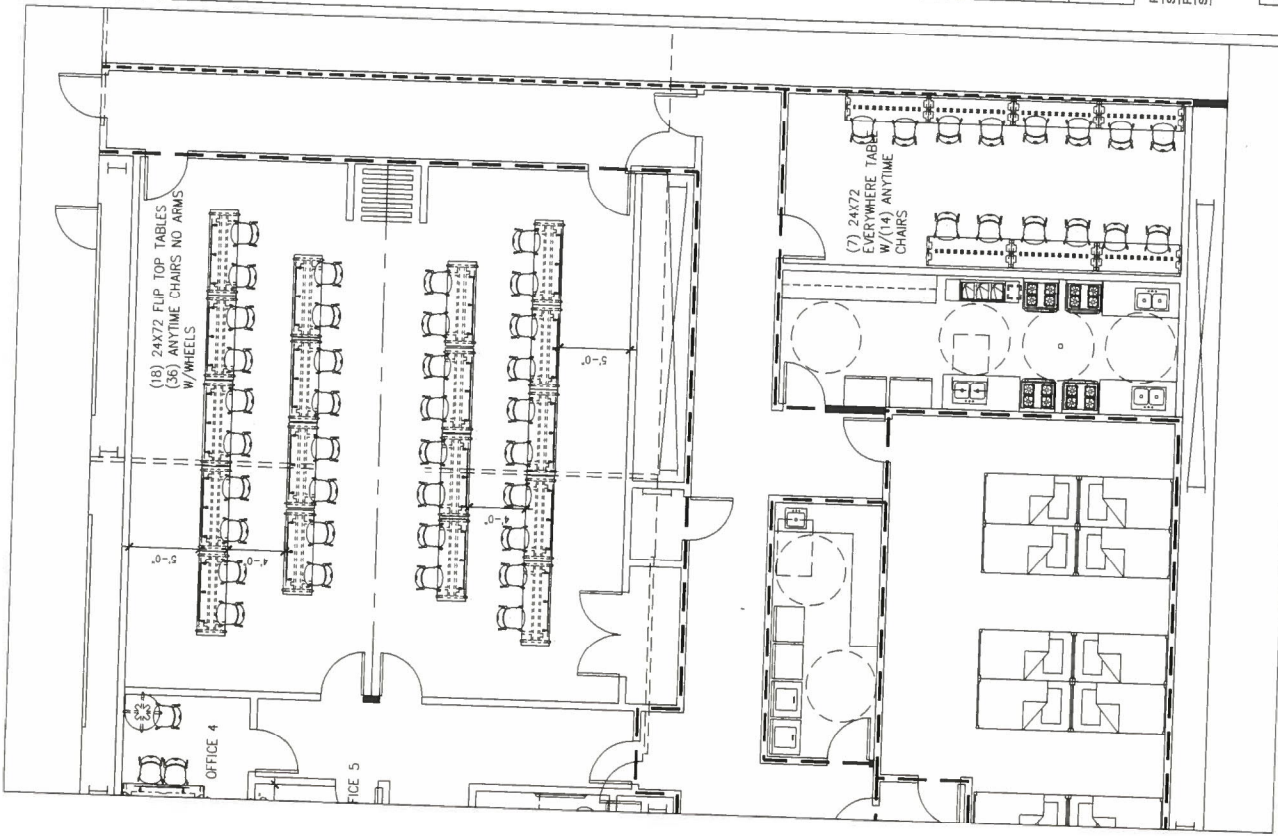 (18) 24X72 FLIP TOP TABLES
(36) ANYTIME CHAIRS NO ARMS
W/WHEELS
(7) 24X72
EVERYWHERE TABLE
W/(14) ANYTIME
CHAIRS
5'-0"
5'-0"
4'-0"
4'-0"
OFFICE 4
FICE 5